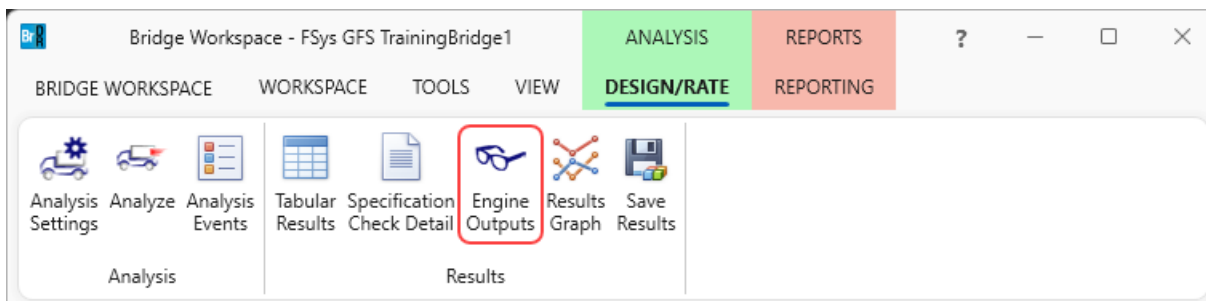 Br DR Bridge Workspace - FSys GFS TrainingBridge1 ANALYSIS REPORTS ?
BRIDGE WORKSPACE WORKSPACE TOOLS VIEW DESIGN/RATE REPORTING
Analysis Analyze Analysis Tabular Specification Engine Results Save
Settings Events Results Check Detail Outputs Graph Results
Analysis Results